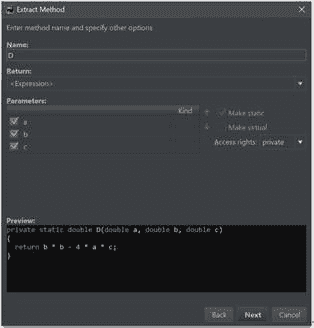 Extract Method
Enter method name and specify other options
Name:
D
Return:
<Expression>
Parameters:
Kind
a
b
c
Make static
Make virtual
Access rights: private
Preview:
private static double D(double a, double b, double c)
{
return b * b - 4 * a * c;
}
Back Next Cancel